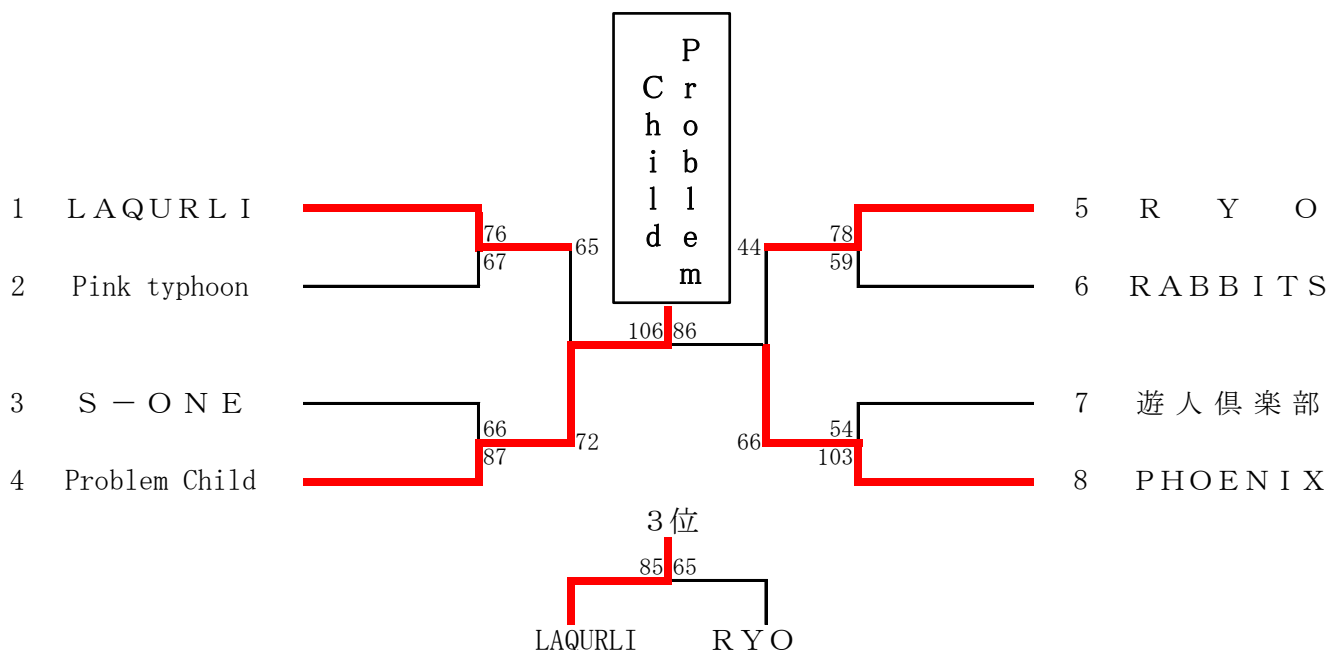 Problem
Child
1 LAQURLI
76
65
67
2 Pink typhoon
3 S－ONE
66
72
87
4 Problem Child
106 86
5 R Y O
78
44
59
6 RABBITS
7 遊人倶楽部
54
66
103
8 PHOENIX
３位
85 65
LAQURLI RYO